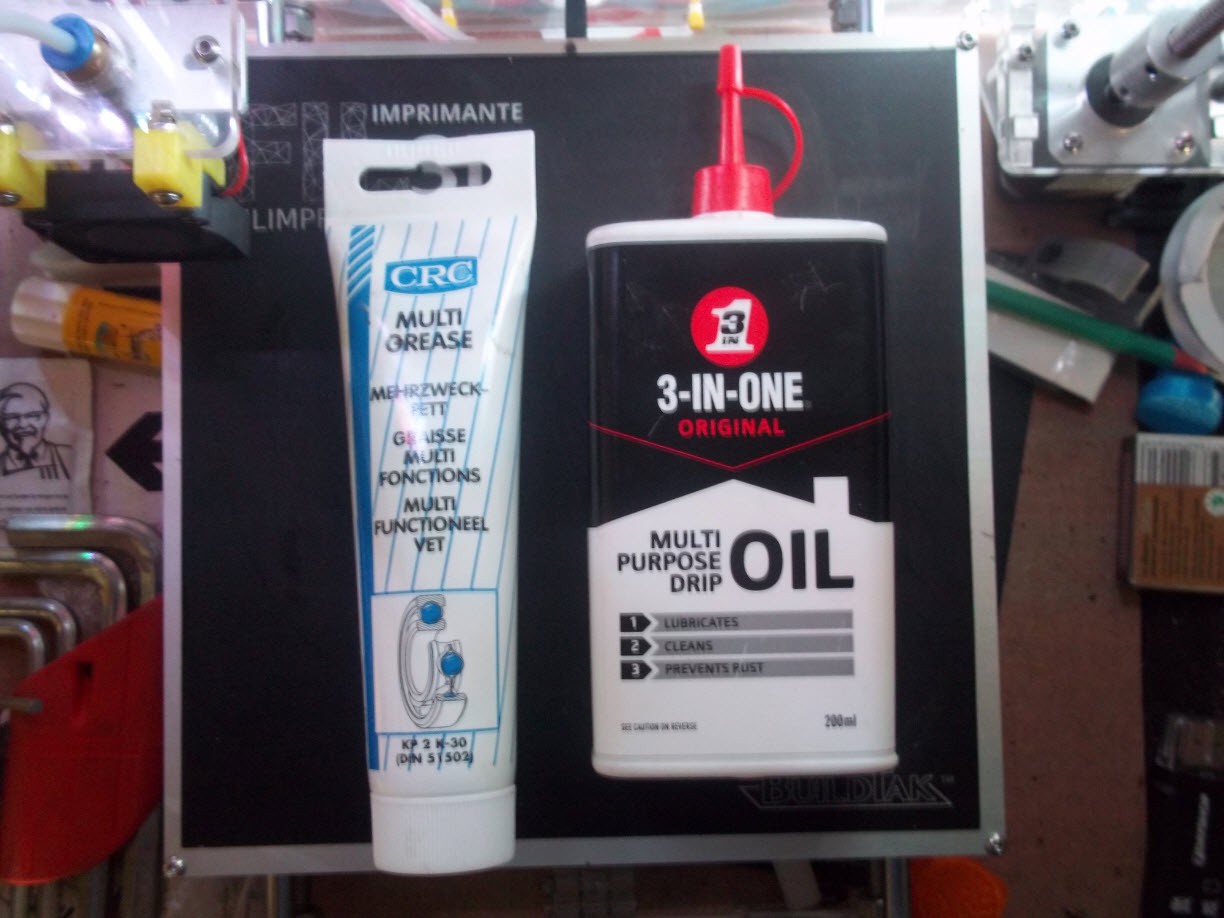 IMPRIMANTE
CRC
MULTI
GREASE
MEHRZWECK-
FETT
GRAISSE
MULTI
FONCTIONS
MULTI
FUNCTIONEEL
VET
KP 2 K-30
(DIN 51502)
3
IN
1
3-IN-ONE
ORIGINAL
MULTI
PURPOSE
DRIP
OIL
1 LUBRICATES
2 CLEANS
3 PREVENTS RUST
SEE CAUTION ON REVERSE
200ml
BUILDTAK™